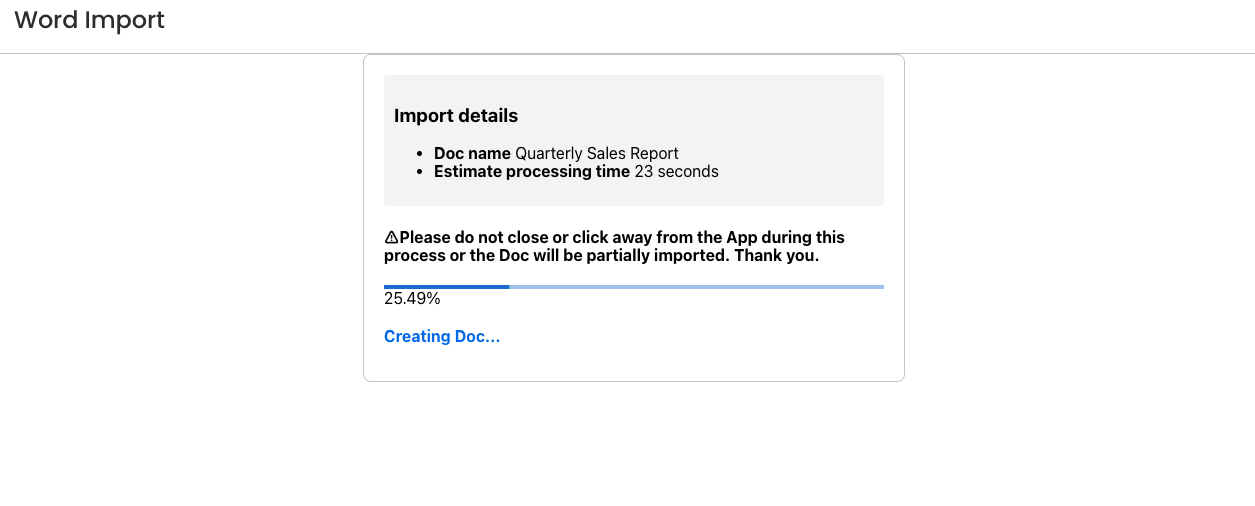 Word Import
Import details
• Doc name Quarterly Sales Report
• Estimate processing time 23 seconds
⚠Please do not close or click away from the App during this
process or the Doc will be partially imported. Thank you.
25.49%
Creating Doc...